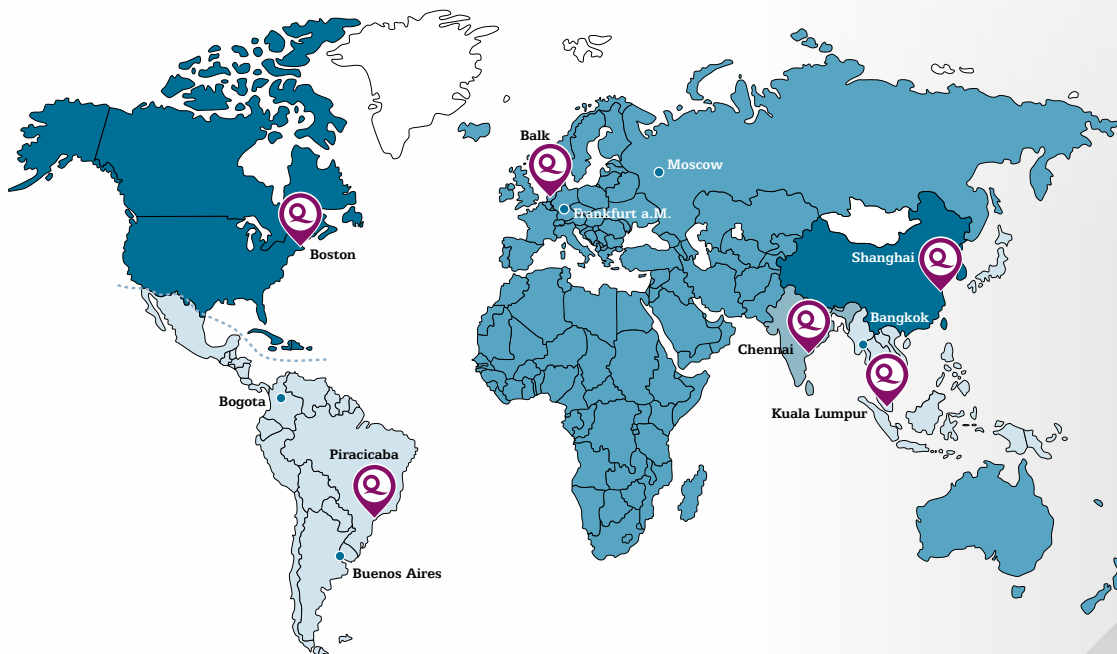 Balk
Moscow
Frankfurt a.M.
Boston
Shanghai
Bangkok
Chennai
Kuala Lumpur
Bogota
Piracicaba
Buenos Aires